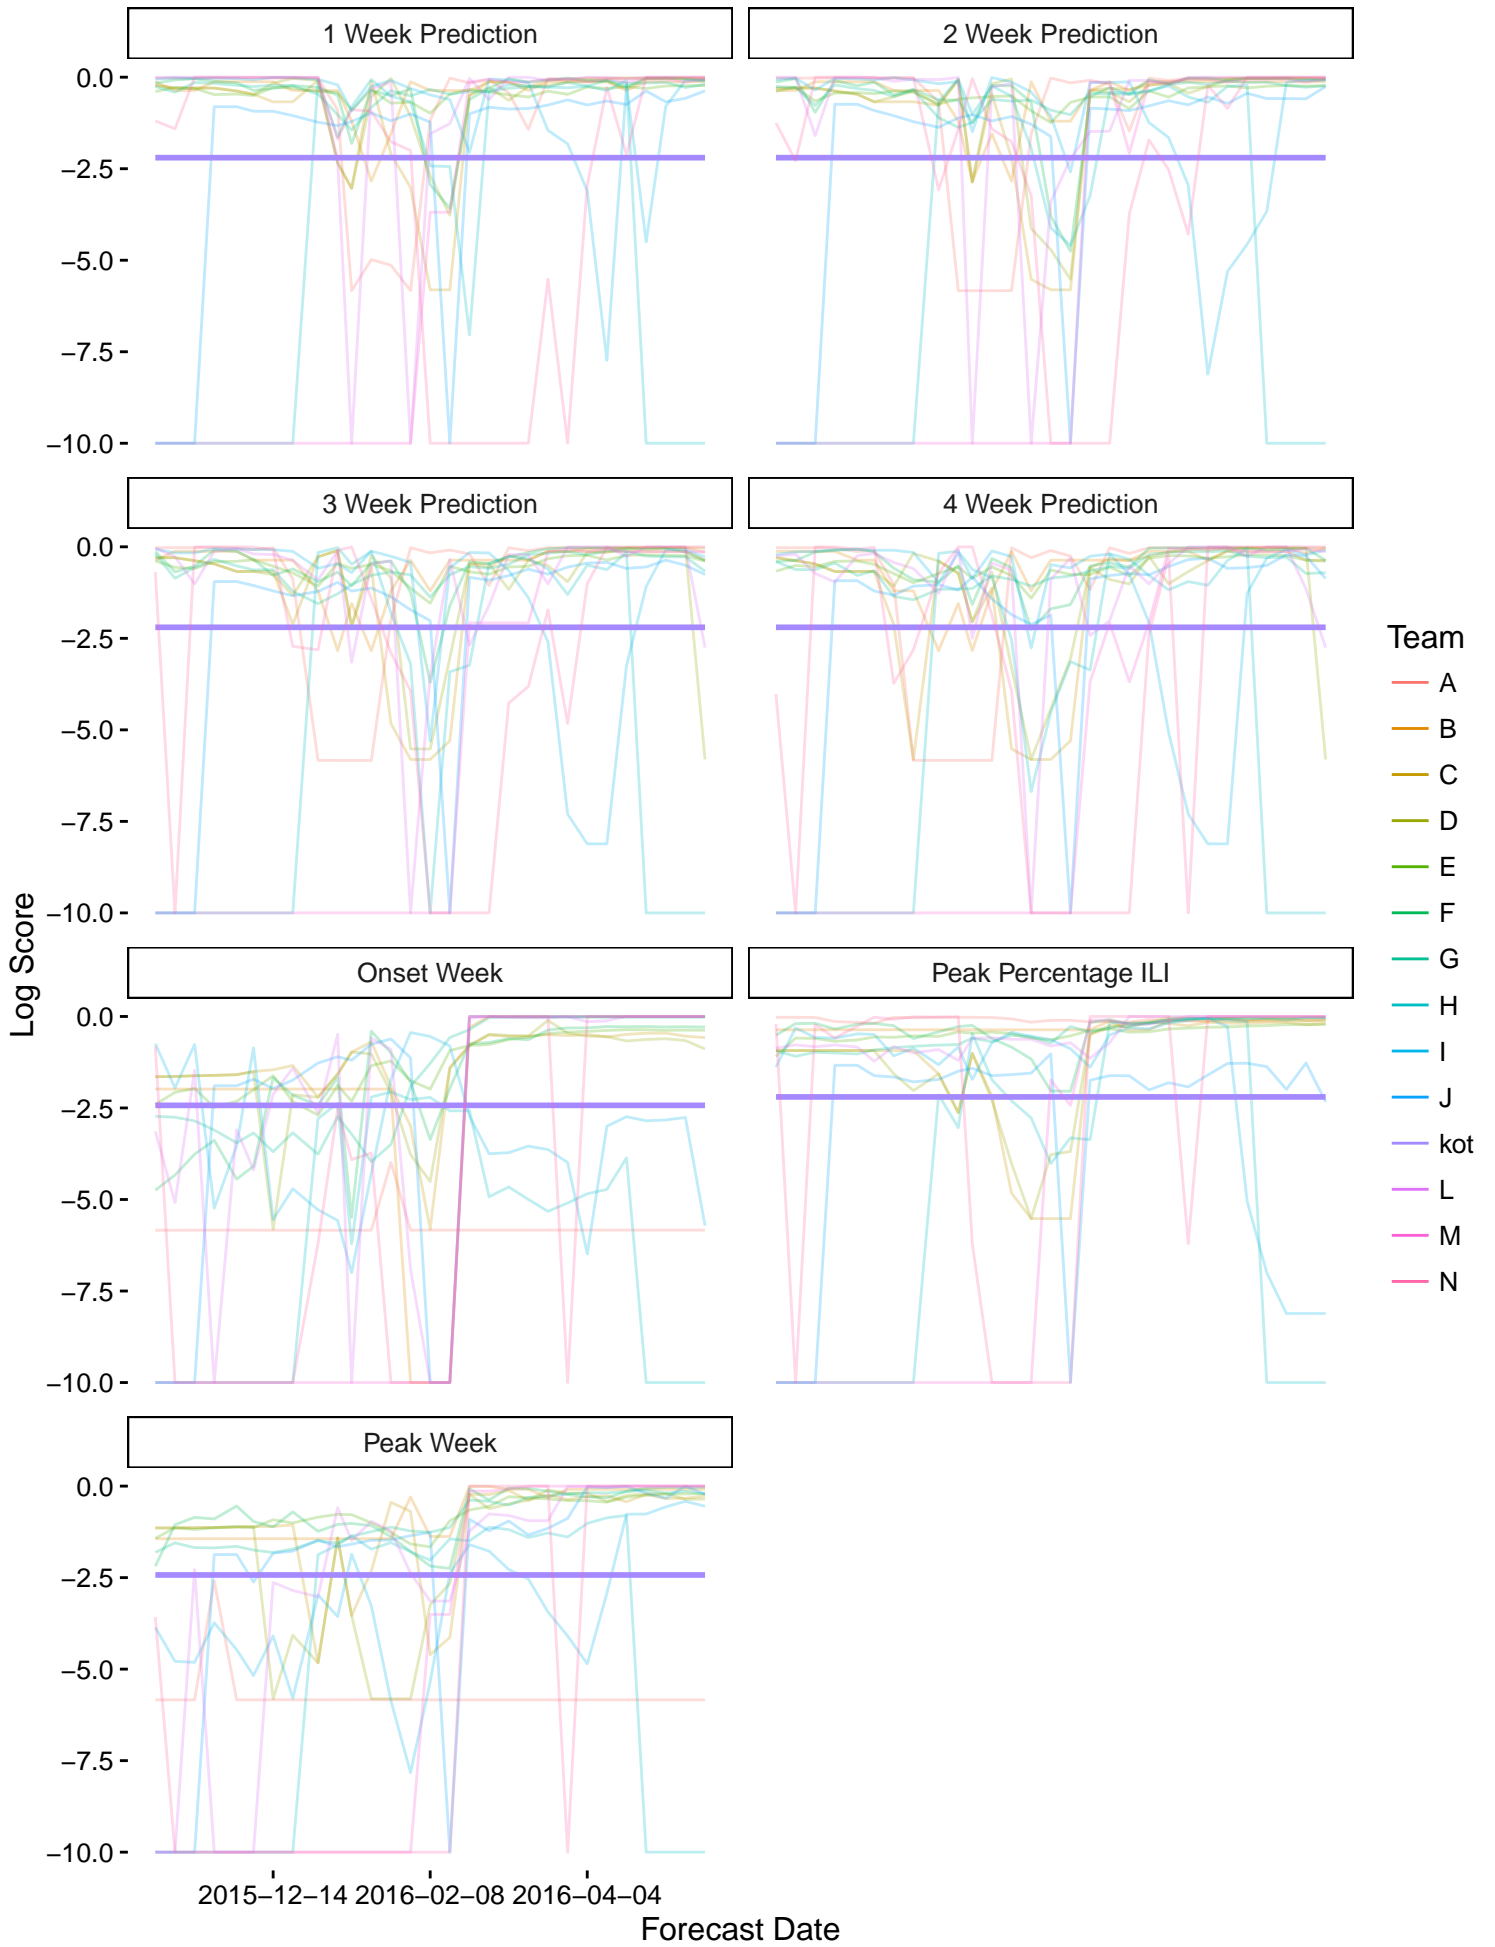 1 Week Prediction
2 Week Prediction
0.0
−2.5
−5.0
−7.5
−10.0
3 Week Prediction
4 Week Prediction
0.0
−2.5
−5.0
−7.5
−10.0
Onset Week
Peak Percentage ILI
0.0
−2.5
−5.0
−7.5
−10.0
Peak Week
0.0
−2.5
−5.0
−7.5
−10.0
2015−12−14 2016−02−08 2016−04−04
Forecast Date
Log Score
Team
A
B
C
D
E
F
G
H
I
J
kot
L
M
N